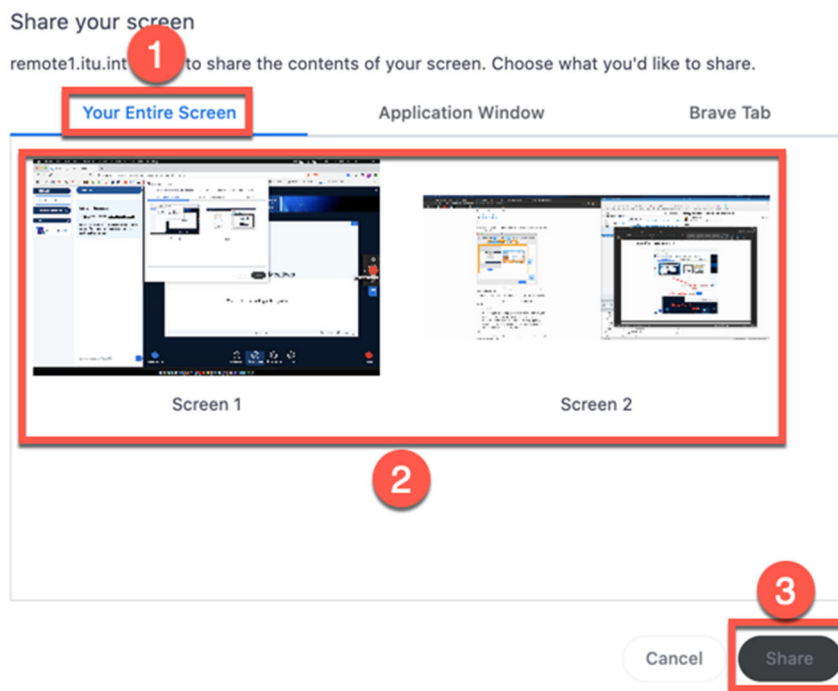 Share your screen
1
remote1.itu.int to share the contents of your screen. Choose what you'd like to share.
Your Entire Screen Application Window Brave Tab
Screen 1 Screen 2
2
3
Cancel Share